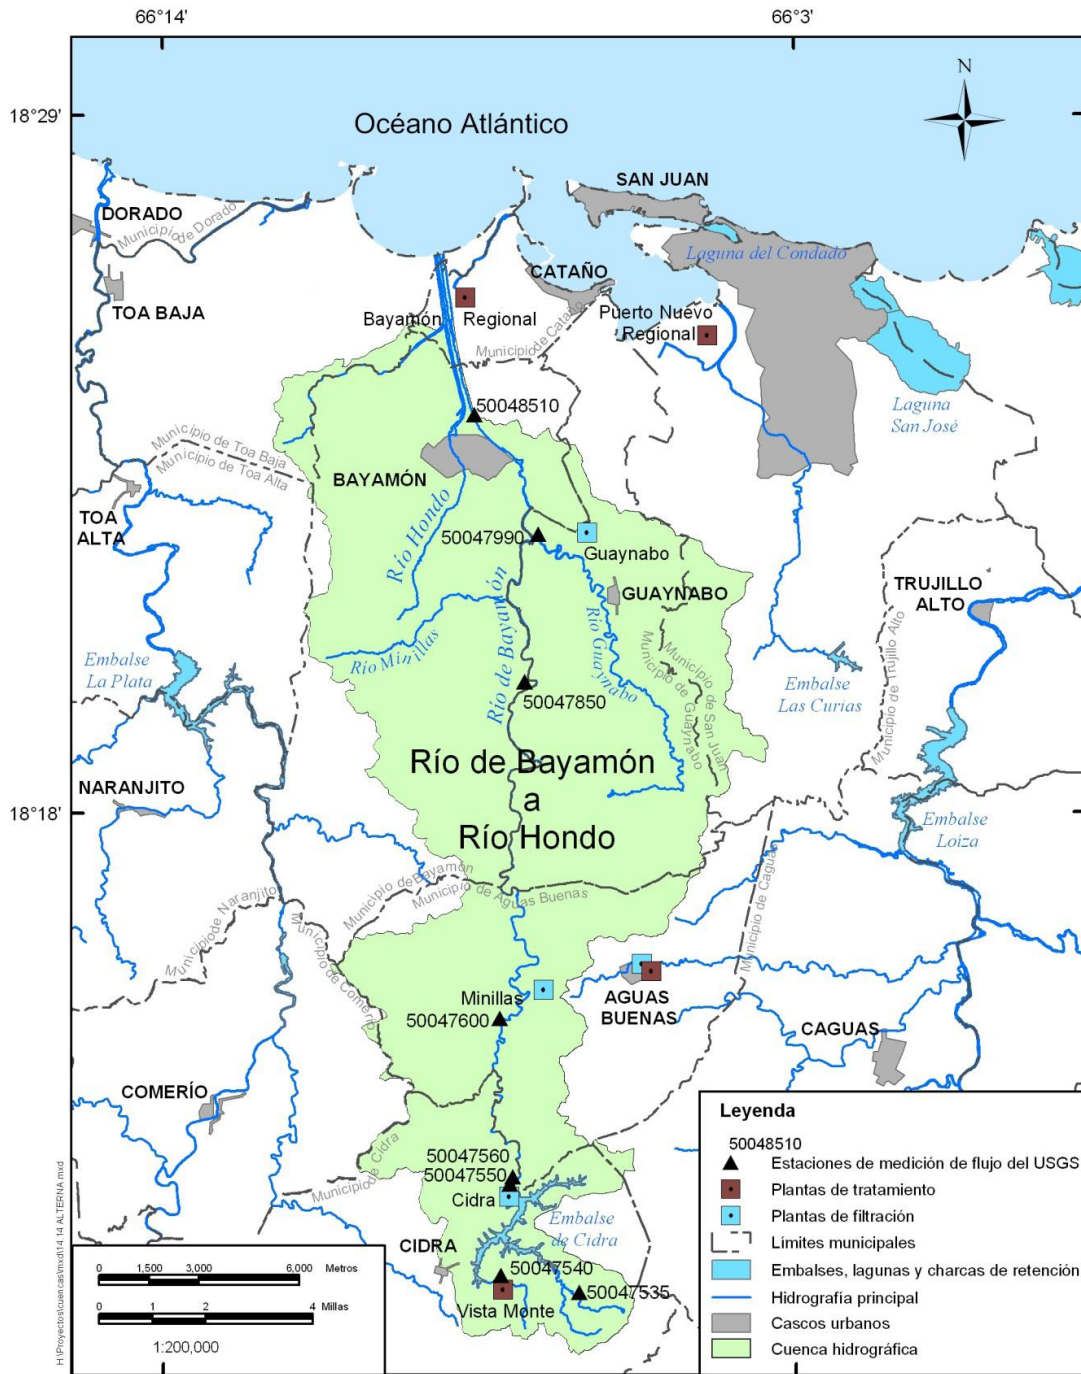 66°14'
66°3'
18°29'
N
Océano Atlántico
SAN JUAN
DORADO
Municipio de Dorado
Laguna del Condado
CATAÑO
TOA BAJA
Bayamón
Regional
Puerto Nuevo
Regional
Municipio de Cataño
50048510
Laguna
San José
Municipio de Toa Baja
Municipio de Toa Alta
BAYAMÓN
TOA
ALTA
Río Hondo
50047990
Guaynabo
GUAYNABO
TRUJILLO
ALTO
Río Minillas
Río de Bayamón
Río Guaynabo
Municipio de San Juan
Municipio de Guaynabo
Municipio de Trujillo Alto
Embalse
La Plata
Embalse
Las Curias
50047850
Río de Bayamón
a
Río Hondo
NARANJITO
18°18'
Embalse
Loiza
Municipio de Bayamón
Municipio de Aguas Buenas
Municipio de Caguas
Municipio de Naranjito
Municipio de Comerío
Minillas
50047600
AGUAS
BUENAS
CAGUAS
COMERÍO
Municipio de Cidra
50047560
50047550
Cidra
Embalse
de Cidra
CIDRA
50047540
50047535
Vista Monte
Leyenda
50048510
Estaciones de medición de flujo del USGS
Plantas de tratamiento
Plantas de filtración
Límites municipales
Embalses, lagunas y charcas de retención
Hidrografía principal
Cascos urbanos
Cuenca hidrográfica
0 1,500 3,000 6,000 Metros
0 1 2 4 Millas
1:200,000
H:\Proyectos\cuencas\mxd\14.14 ALTERNA.mxd